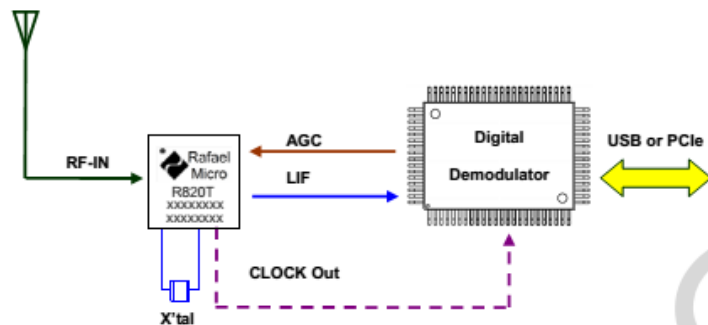 RF-IN
Rafael
Micro
R820T
XXXXXXXX
XXXXXXXX
AGC
LIF
Digital
Demodulator
USB or PCIe
CLOCK Out
X'tal